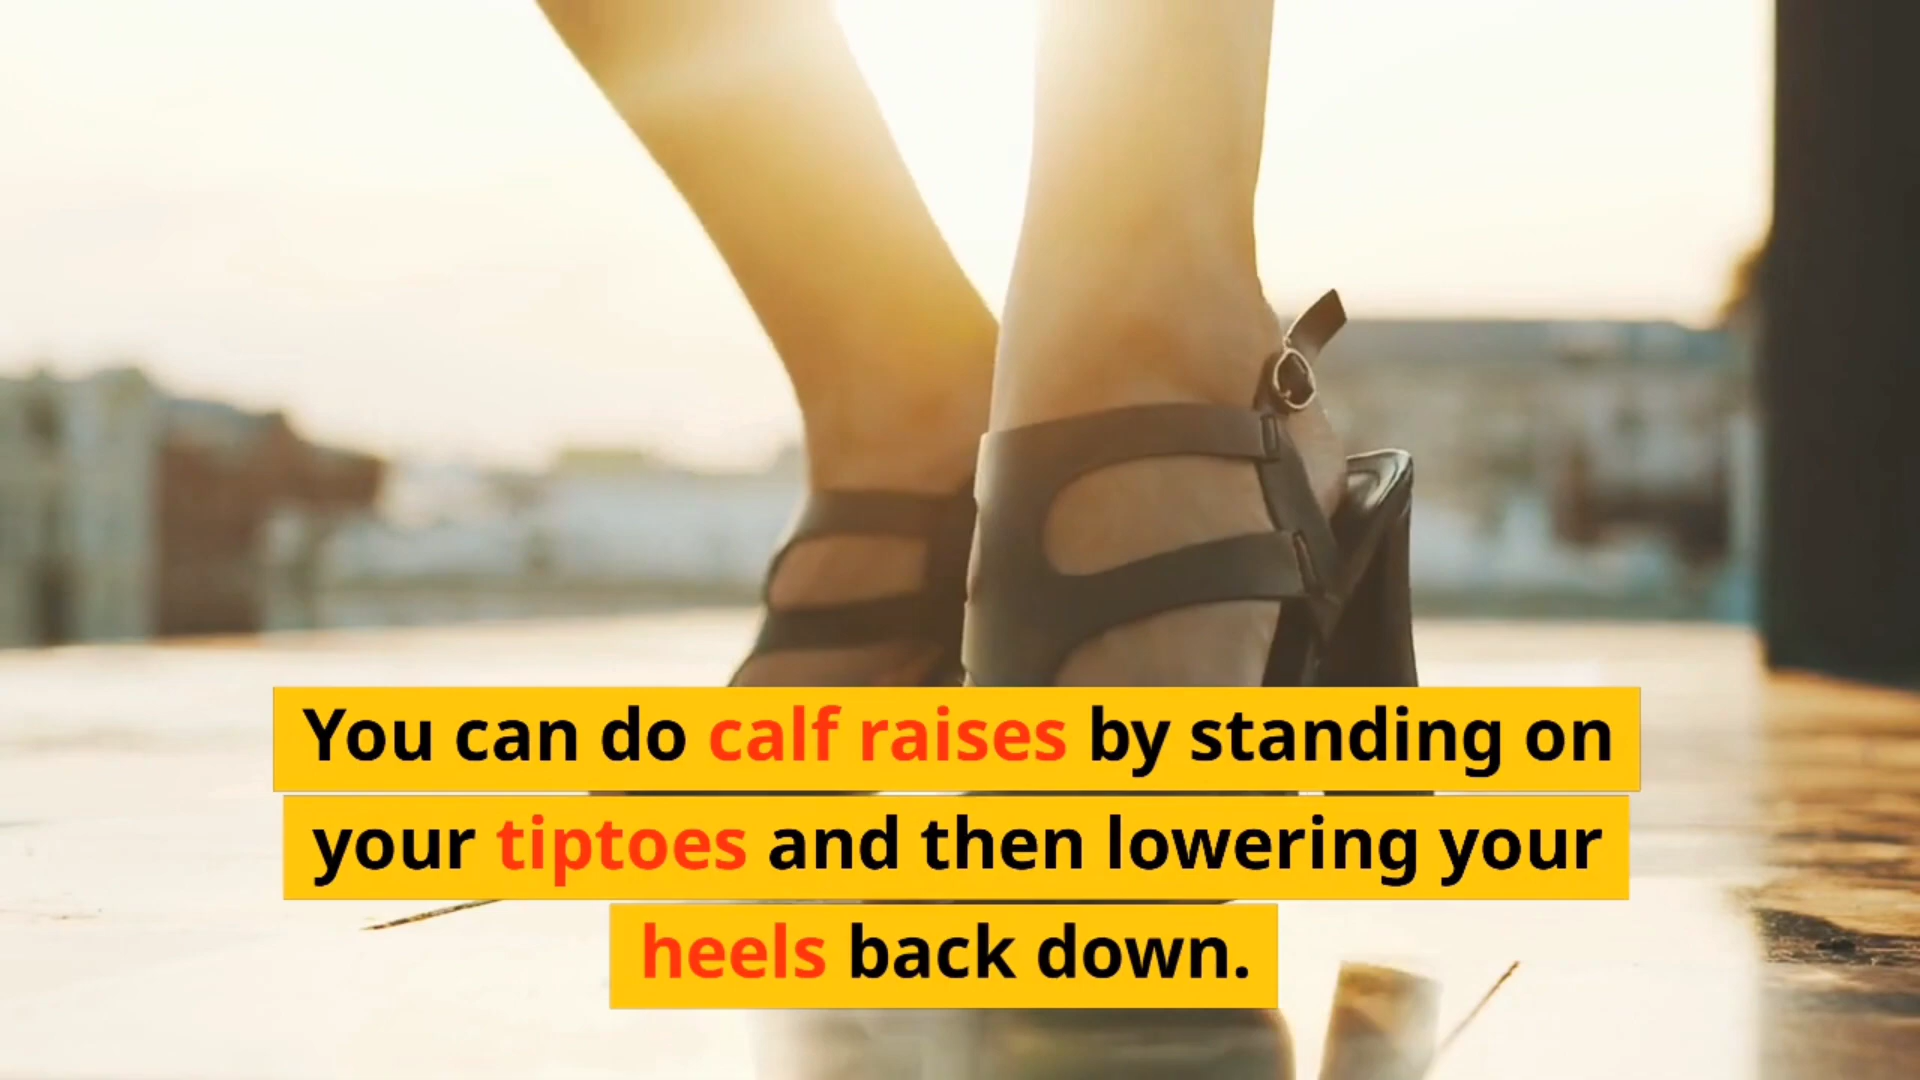 You can do calf raises by standing on
your tiptoes and then lowering your
heels back down.